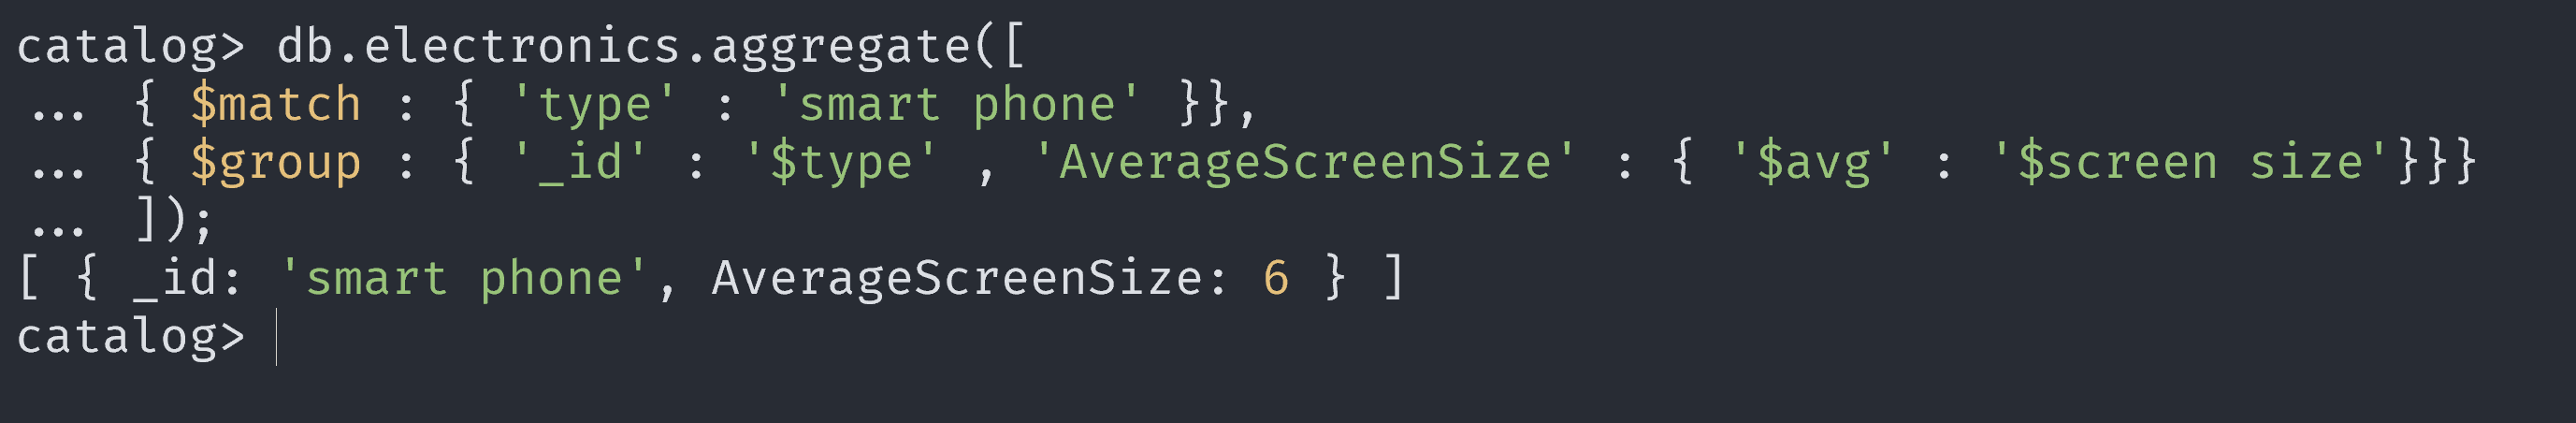 catalog> db.electronics.aggregate([
... { $match : { 'type' : 'smart phone' }},
... { $group : { '_id' : '$type' , 'AverageScreenSize' : { '$avg' : '$screen size'}}}
... ]);
[ { _id: 'smart phone', AverageScreenSize: 6 } ]
catalog>